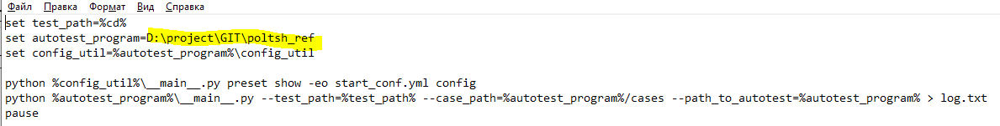 Файл Правка Формат Вид Справка
set test_path=%cd%
set autotest_program=D:\project\GIT\poltsh_ref
set config_util=%autotest_program%\config_util
python %config_util%\__main__.py preset show -eo start_conf.yml config
python %autotest_program%\__main__.py --test_path=%test_path% --case_path=%autotest_program%/cases --path_to_autotest=%autotest_program% > log.txt
pause